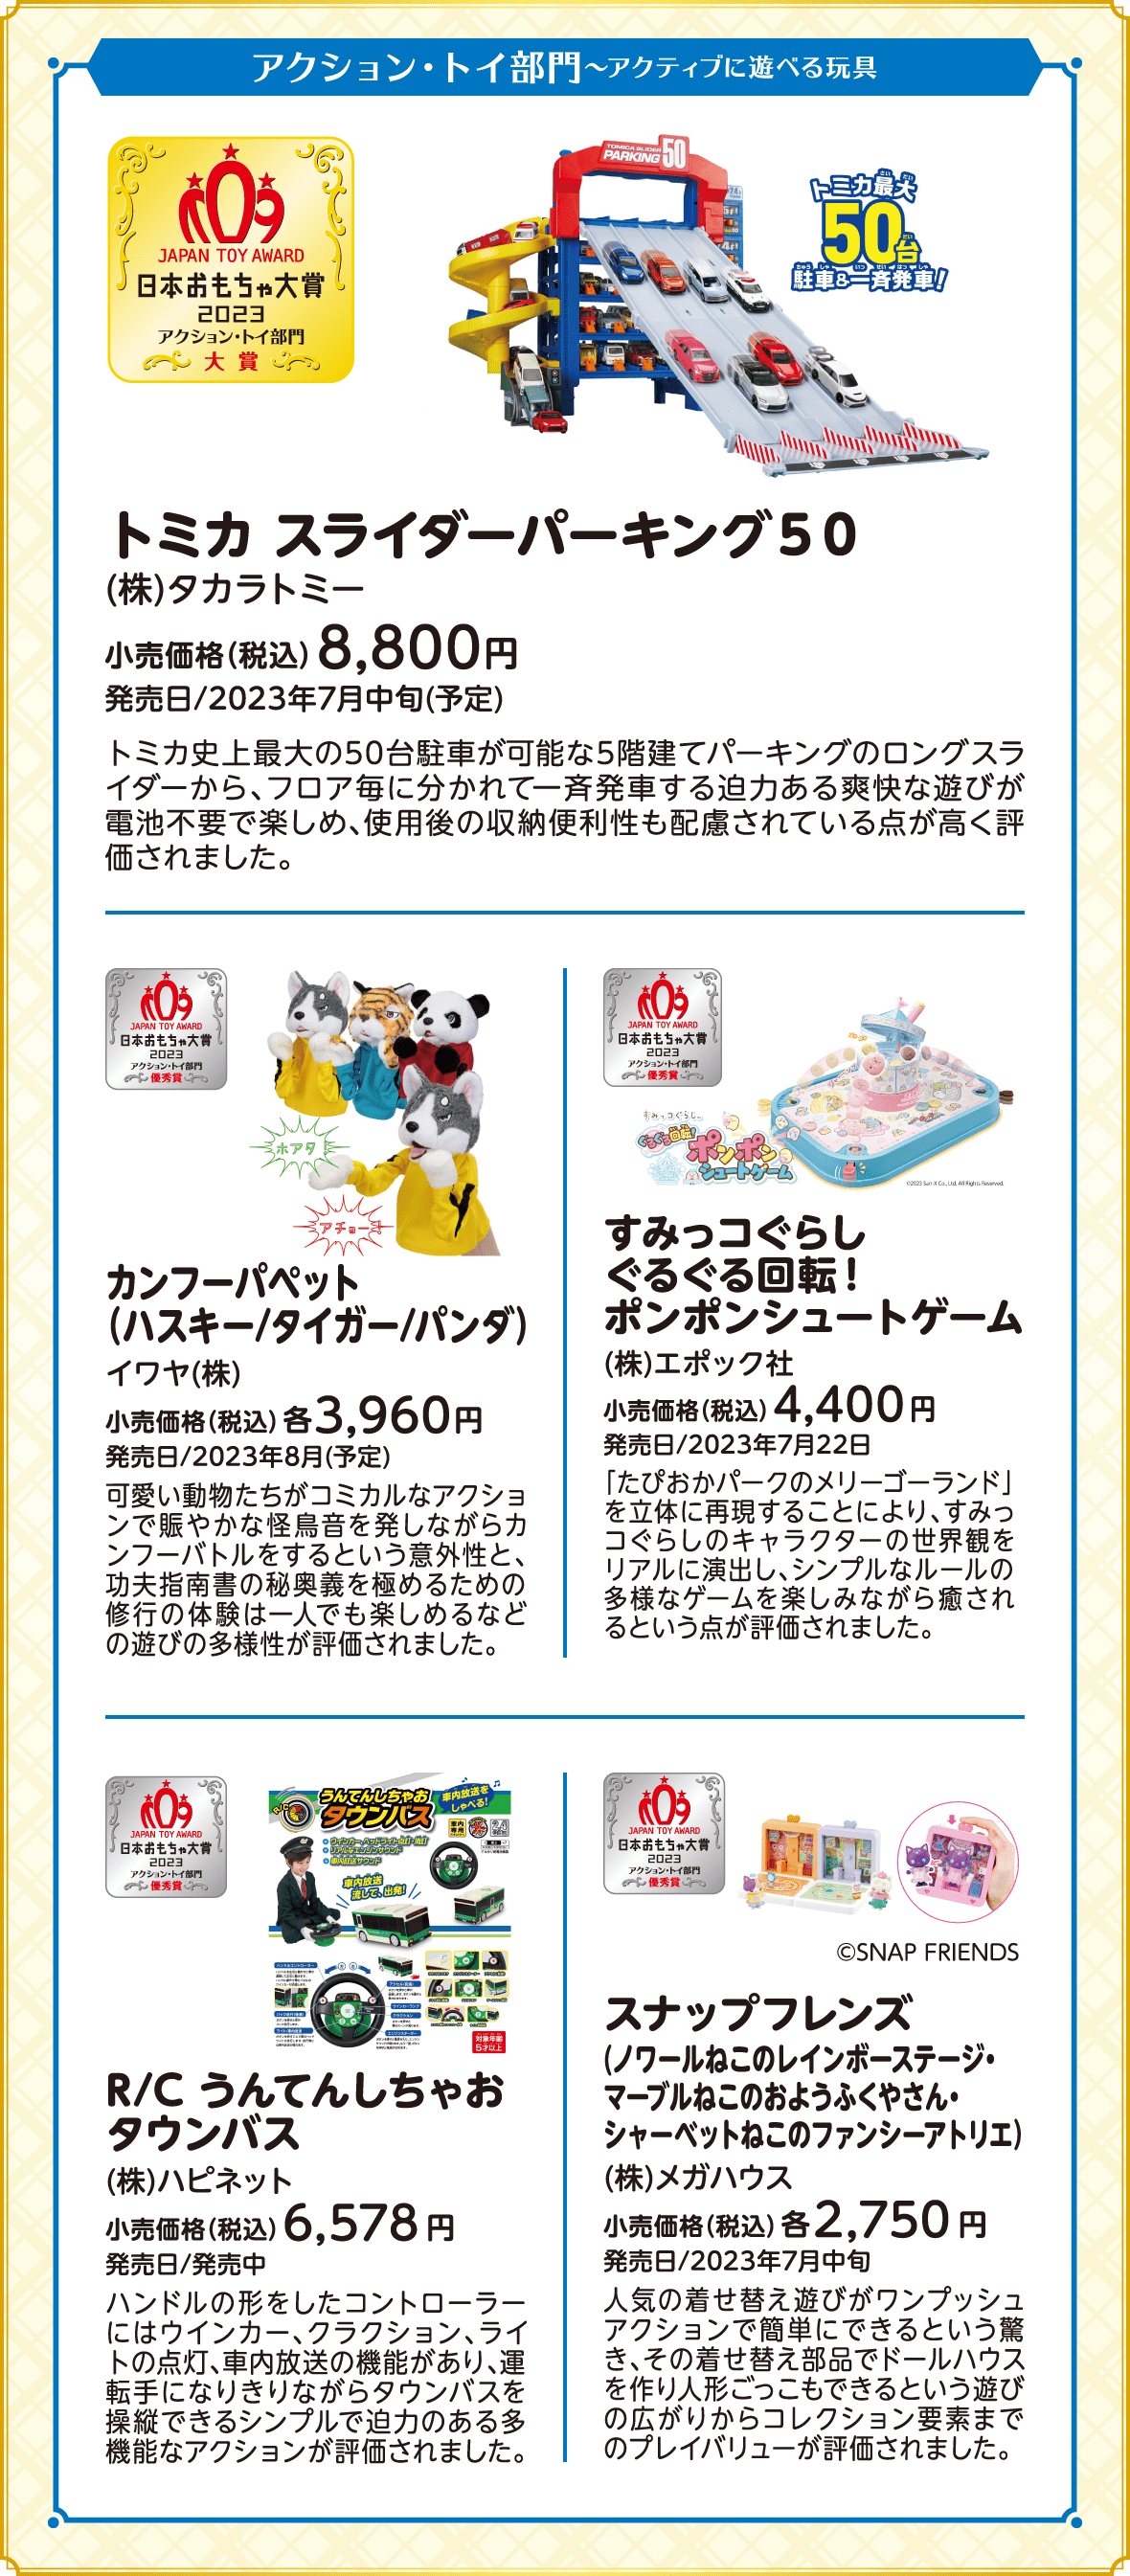 アクション・トイ部門～アクティブに遊べる玩具
JAPAN TOY AWARD
日本おもちゃ大賞
2023
アクション・トイ部門
大賞
TOMICA SLIDER
PARKING 50
トミカ最大
50台
駐車&一斉発車!
トミカ スライダーパーキング50
(株)タカラトミー
小売価格(税込)8,800円
発売日/2023年7月中旬(予定)
トミカ史上最大の50台駐車が可能な5階建てパーキングのロングスラ
イダーから、フロア毎に分かれて一斉発車する迫力ある爽快な遊びが
電池不要で楽しめ、使用後の収納便利性も配慮されている点が高く評
価されました。
JAPAN TOY AWARD
日本おもちゃ大賞
2023
アクション・トイ部門
優秀賞
ホアタ
アチョー
カンフーパペット
(ハスキー/タイガー/パンダ)
イワヤ(株)
小売価格(税込)各3,960円
発売日/2023年8月(予定)
可愛い動物たちがコミカルなアクショ
ンで賑やかな怪鳥音を発しながらカ
ンフーバトルをするという意外性と、
功夫指南書の秘奥義を極めるための
修行の体験は一人でも楽しめるなど
の遊びの多様性が評価されました。
JAPAN TOY AWARD
日本おもちゃ大賞
2023
アクション・トイ部門
優秀賞
すみっコぐらし
ぐるぐる回転!
ポンポン
シュートゲーム
©2023 San-X Co., Ltd. All Rights Reserved.
すみっコぐらし
ぐるぐる回転!
ポンポンシュートゲーム
(株)エポック社
小売価格(税込)4,400円
発売日/2023年7月22日
「たぴおかパークのメリーゴーランド」
を立体に再現することにより、すみっ
コぐらしのキャラクターの世界観を
リアルに演出し、シンプルなルールの
多様なゲームを楽しみながら癒され
るという点が評価されました。
JAPAN TOY AWARD
日本おもちゃ大賞
2023
アクション・トイ部門
優秀賞
R/C
うんてんしちゃお
タウンバス
車内放送を
しゃべる!
ウインカー、ヘッドライト点灯・消灯
リアルなエンジンサウンド
車内放送サウンド
車内放送
流して、出発!
対象年齢
5才以上
R/C うんてんしちゃお
タウンバス
(株)ハピネット
小売価格(税込)6,578円
発売日/発売中
ハンドルの形をしたコントローラー
にはウインカー、クラクション、ライ
トの点灯、車内放送の機能があり、運
転手になりきりながらタウンバスを
操縦できるシンプルで迫力のある多
機能なアクションが評価されました。
JAPAN TOY AWARD
日本おもちゃ大賞
2023
アクション・トイ部門
優秀賞
©SNAP FRIENDS
スナップフレンズ
(ノワールねこのレインボーステージ・
マーブルねこのおようふくやさん・
シャーベットねこのファンシーアトリエ)
(株)メガハウス
小売価格(税込)各2,750円
発売日/2023年7月中旬
人気の着せ替え遊びがワンプッシュ
アクションで簡単にできるという驚
き、その着せ替え部品でドールハウス
を作り人形ごっこもできるという遊び
の広がりからコレクション要素まで
のプレイバリューが評価されました。